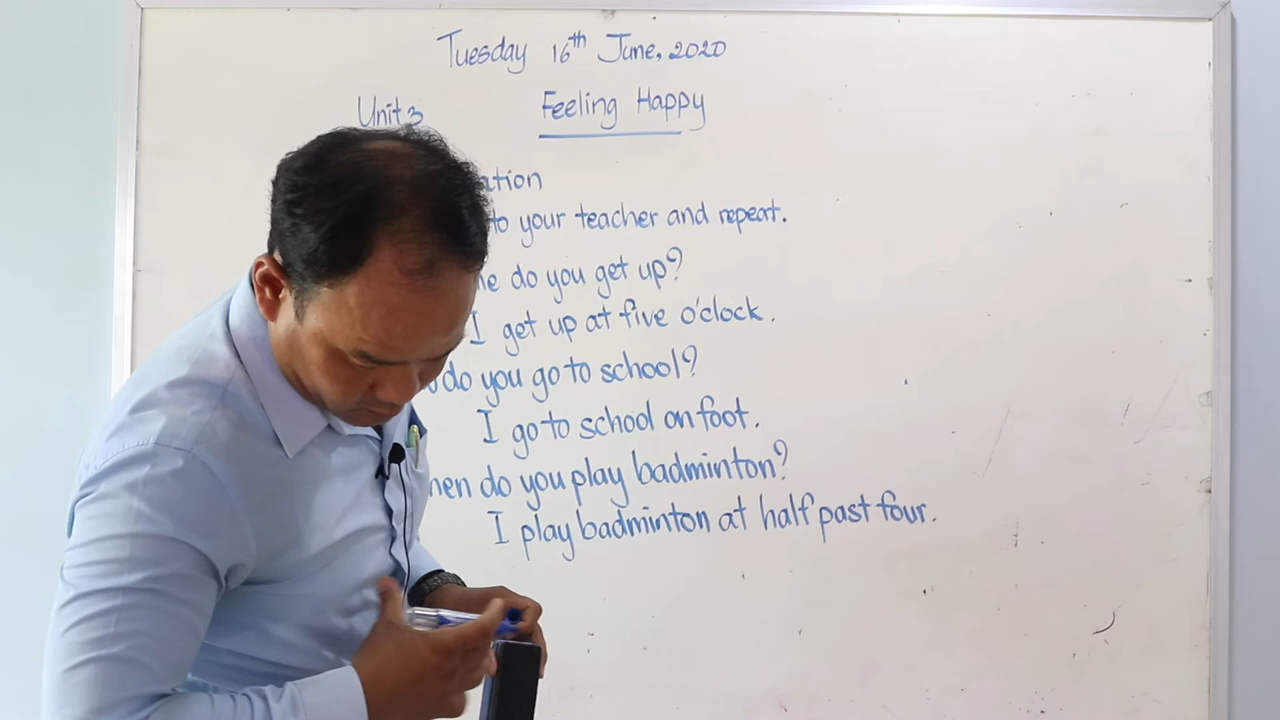 Tuesday 16th June, 2020
Unit 3 Feeling Happy
to your teacher and repeat.
do you get up?
I get up at five o'clock.
do you go to school?
I go to school on foot.
do you play badminton?
I play badminton at half past four.